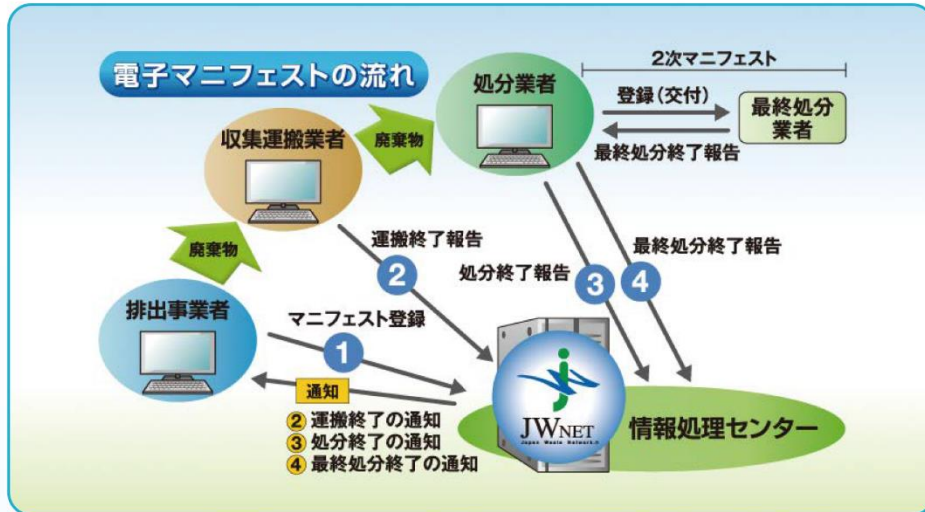 電子マニフェストの流れ
処分業者
2次マニフェスト
登録(交付)
最終処分
業者
最終処分終了報告
収集運搬業者
廃棄物
廃棄物
運搬終了報告
2
処分終了報告
3
最終処分終了報告
4
排出事業者
マニフェスト登録
1
通知
② 運搬終了の通知
③ 処分終了の通知
④ 最終処分終了の通知
JWNET
Japan Waste Network
情報処理センター